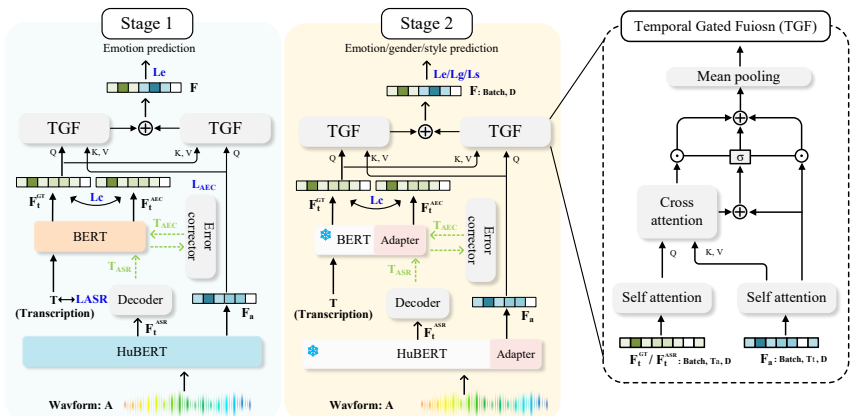 Stage 1
Emotion prediction
Le
F
TGF
TGF
Q
K, V
K, V
Q
F_t^GT
Lc
F_t^AEC
L_AEC
BERT
T_AEC
Error
corrector
T_ASR
T
LASR
(Transcription)
Decoder
F_t^ASR
F_a
HuBERT
Wavform: A
Stage 2
Emotion/gender/style prediction
Le/Lg/Ls
F: Batch, D
TGF
TGF
Q
K, V
K, V
Q
F_t^GT
Lc
F_t^AEC
BERT
Adapter
T_AEC
Error
corrector
T_ASR
T
(Transcription)
Decoder
F_t^ASR
F_a
HuBERT
Adapter
Wavform: A
Temporal Gated Fuiosn (TGF)
Mean pooling
σ
Cross
attention
Q
K, V
Self attention
Self attention
F_t^GT / F_t^ASR: Batch, Ta, D
F_a: Batch, Tt, D